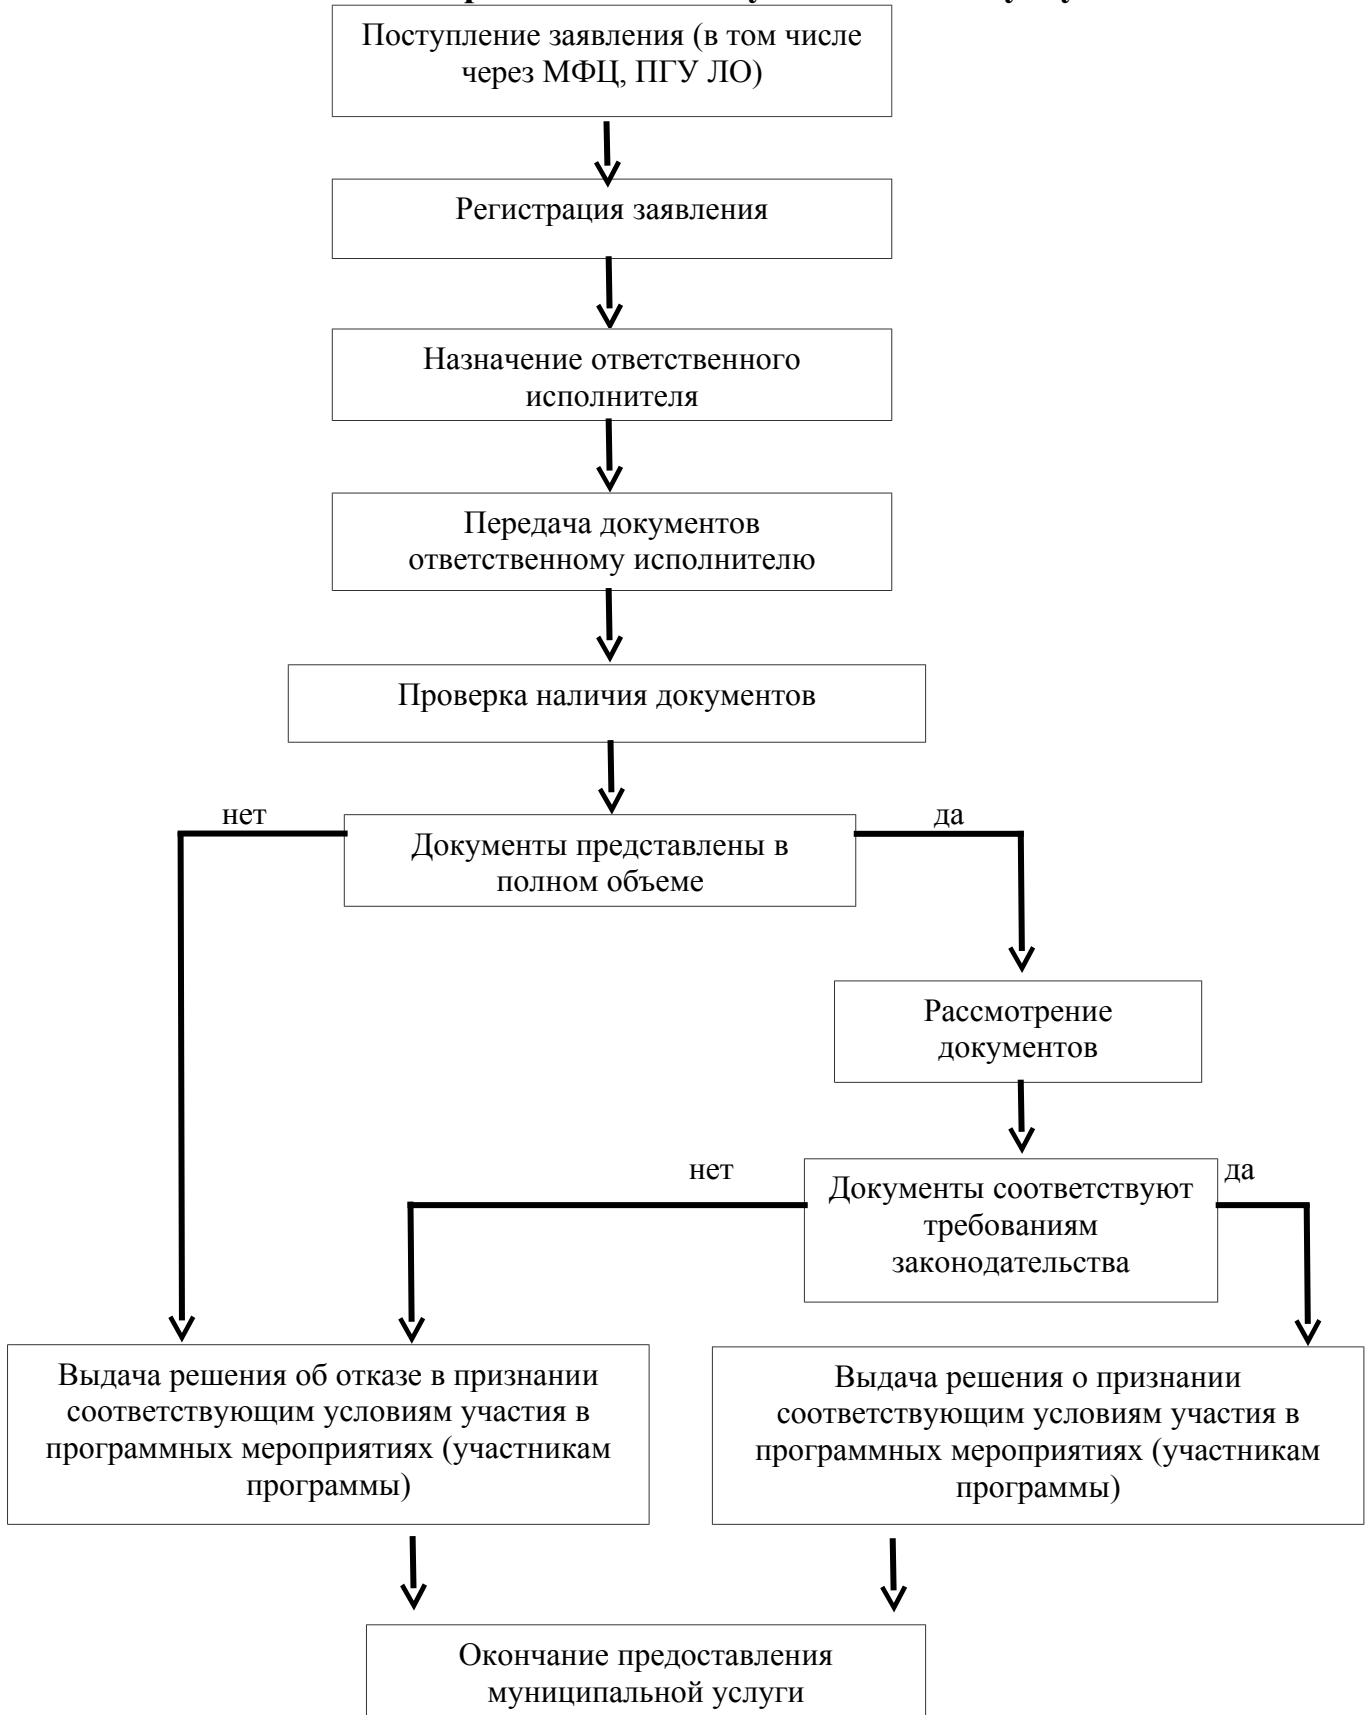 Поступление заявления (в том числе
через МФЦ, ПГУ ЛО)
Регистрация заявления
Назначение ответственного
исполнителя
Передача документов
ответственному исполнителю
Проверка наличия документов
нет
да
Документы представлены в
полном объеме
Рассмотрение
документов
нет
да
Документы соответствуют
требованиям
законодательства
Выдача решения об отказе в признании
соответствующим условиям участия в
программных мероприятиях (участникам
программы)
Выдача решения о признании
соответствующим условиям участия в
программных мероприятиях (участникам
программы)
Окончание предоставления
муниципальной услуги